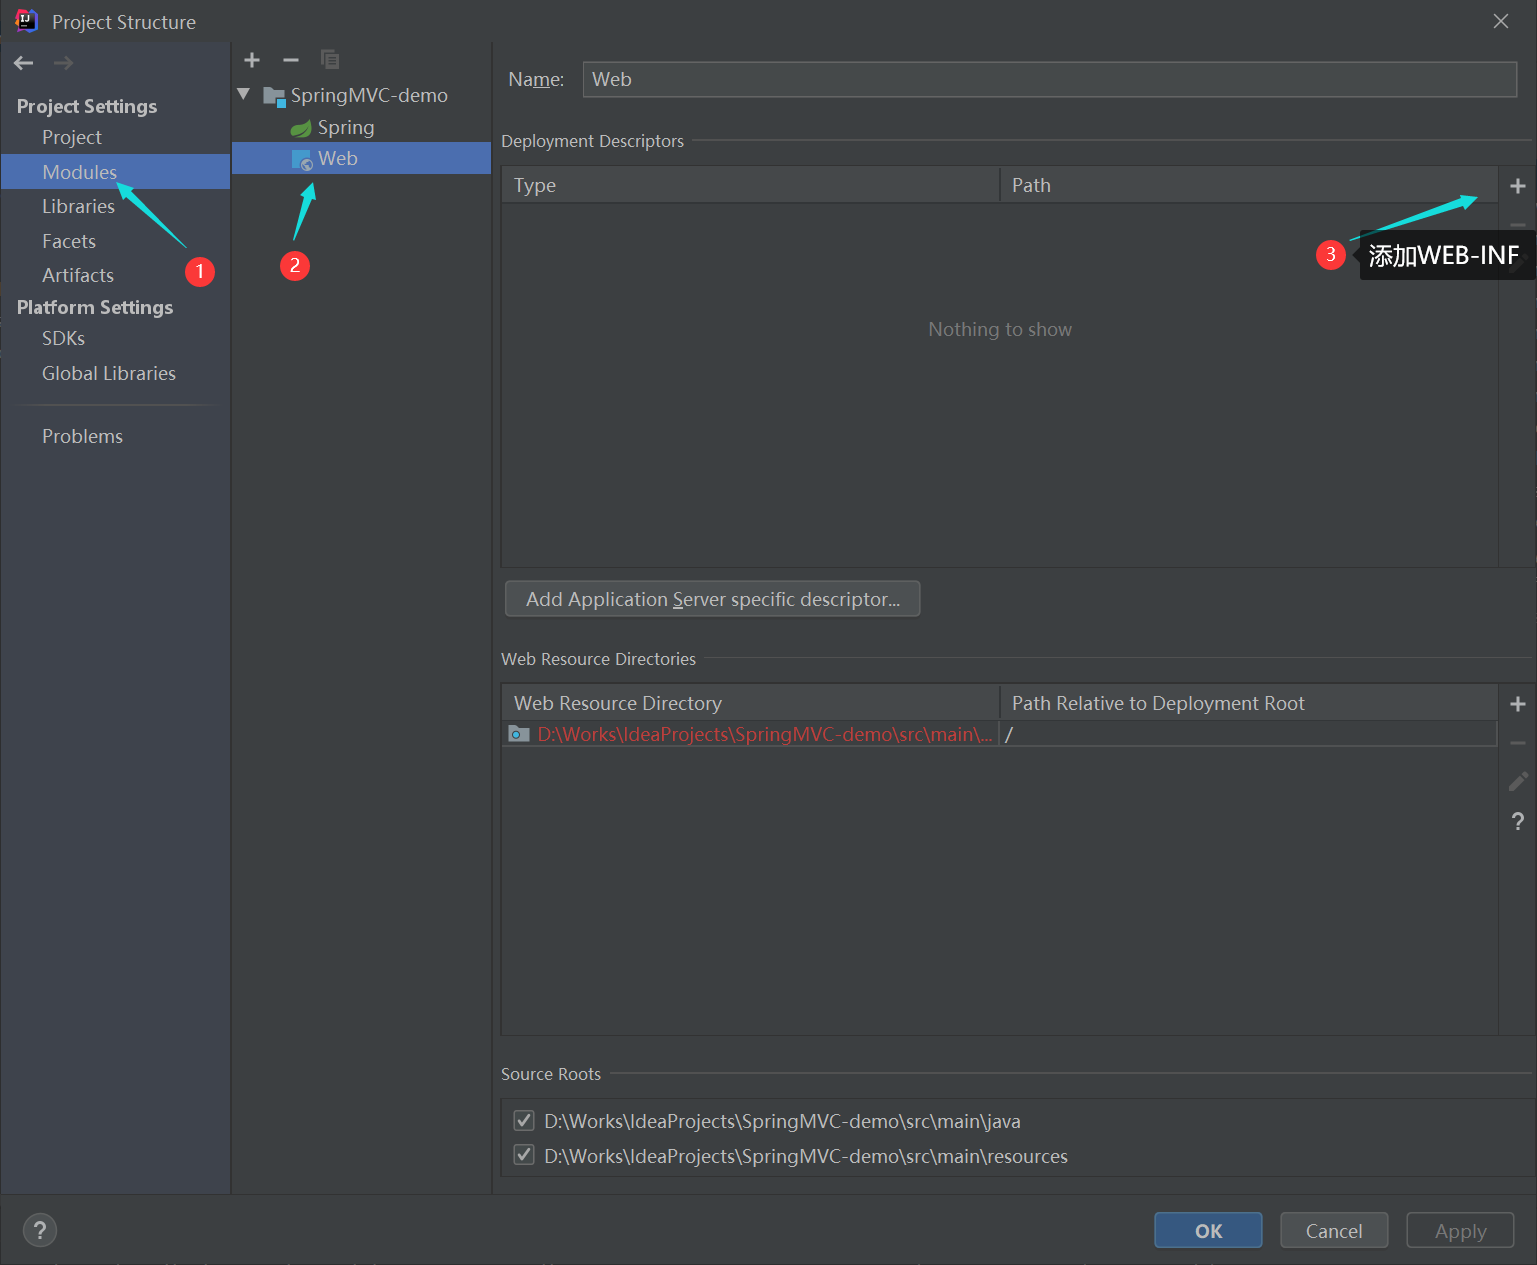 Project Structure
Project Settings
Project
Modules
Libraries
Facets
Artifacts
Platform Settings
SDKs
Global Libraries
Problems
1
SpringMVC-demo
Spring
Web
2
Name: Web
Deployment Descriptors
Type Path
3 添加WEB-INF
Nothing to show
Add Application Server specific descriptor...
Web Resource Directories
Web Resource Directory Path Relative to Deployment Root
D:\Works\IdeaProjects\SpringMVC-demo\src\main\... /
?
Source Roots
D:\Works\IdeaProjects\SpringMVC-demo\src\main\java
D:\Works\IdeaProjects\SpringMVC-demo\src\main\resources
? OK Cancel Apply